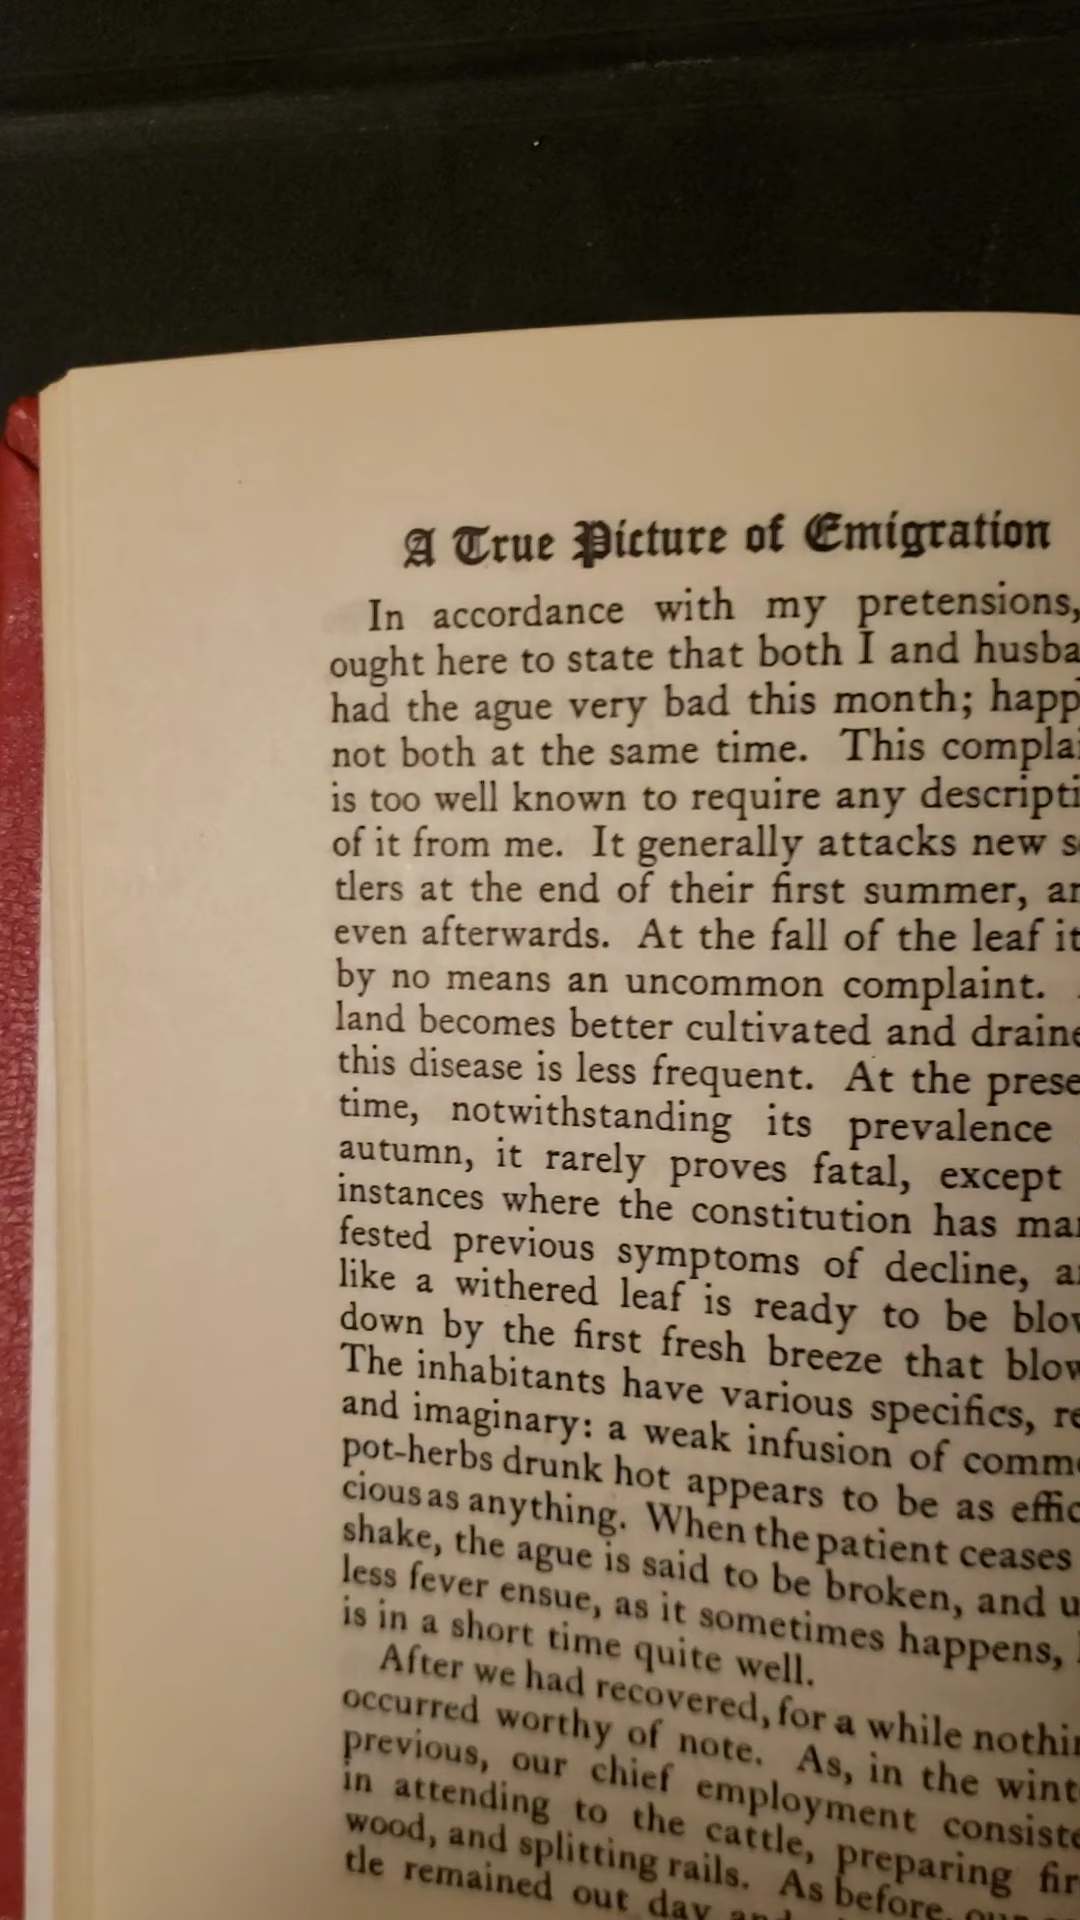 A True Picture of Emigration
In accordance with my pretensions,
ought here to state that both I and husba
had the ague very bad this month; happ
not both at the same time. This complai
is too well known to require any descripti
of it from me. It generally attacks new s
tlers at the end of their first summer, an
even afterwards. At the fall of the leaf it
by no means an uncommon complaint.
land becomes better cultivated and draine
this disease is less frequent. At the prese
time, notwithstanding its prevalence
autumn, it rarely proves fatal, except
instances where the constitution has man
fested previous symptoms of decline, a
like a withered leaf is ready to be blow
down by the first fresh breeze that blow
The inhabitants have various specifics, re
and imaginary: a weak infusion of comm
pot-herbs drunk hot appears to be as effic
cious as anything. When the patient ceases
shake, the ague is said to be broken, and u
less fever ensue, as it sometimes happens,
is in a short time quite well.
After we had recovered, for a while nothin
occurred worthy of note. As, in the wint
previous, our chief employment consiste
in attending to the cattle, preparing fir
wood, and splitting rails. As before, our
tle remained out day and